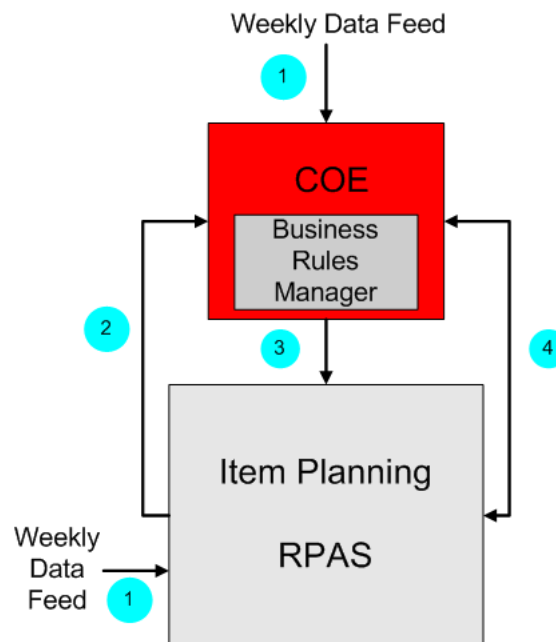 Weekly Data Feed
1
COE
Business
Rules
Manager
2
3
4
Item Planning
RPAS
Weekly
Data
Feed
1